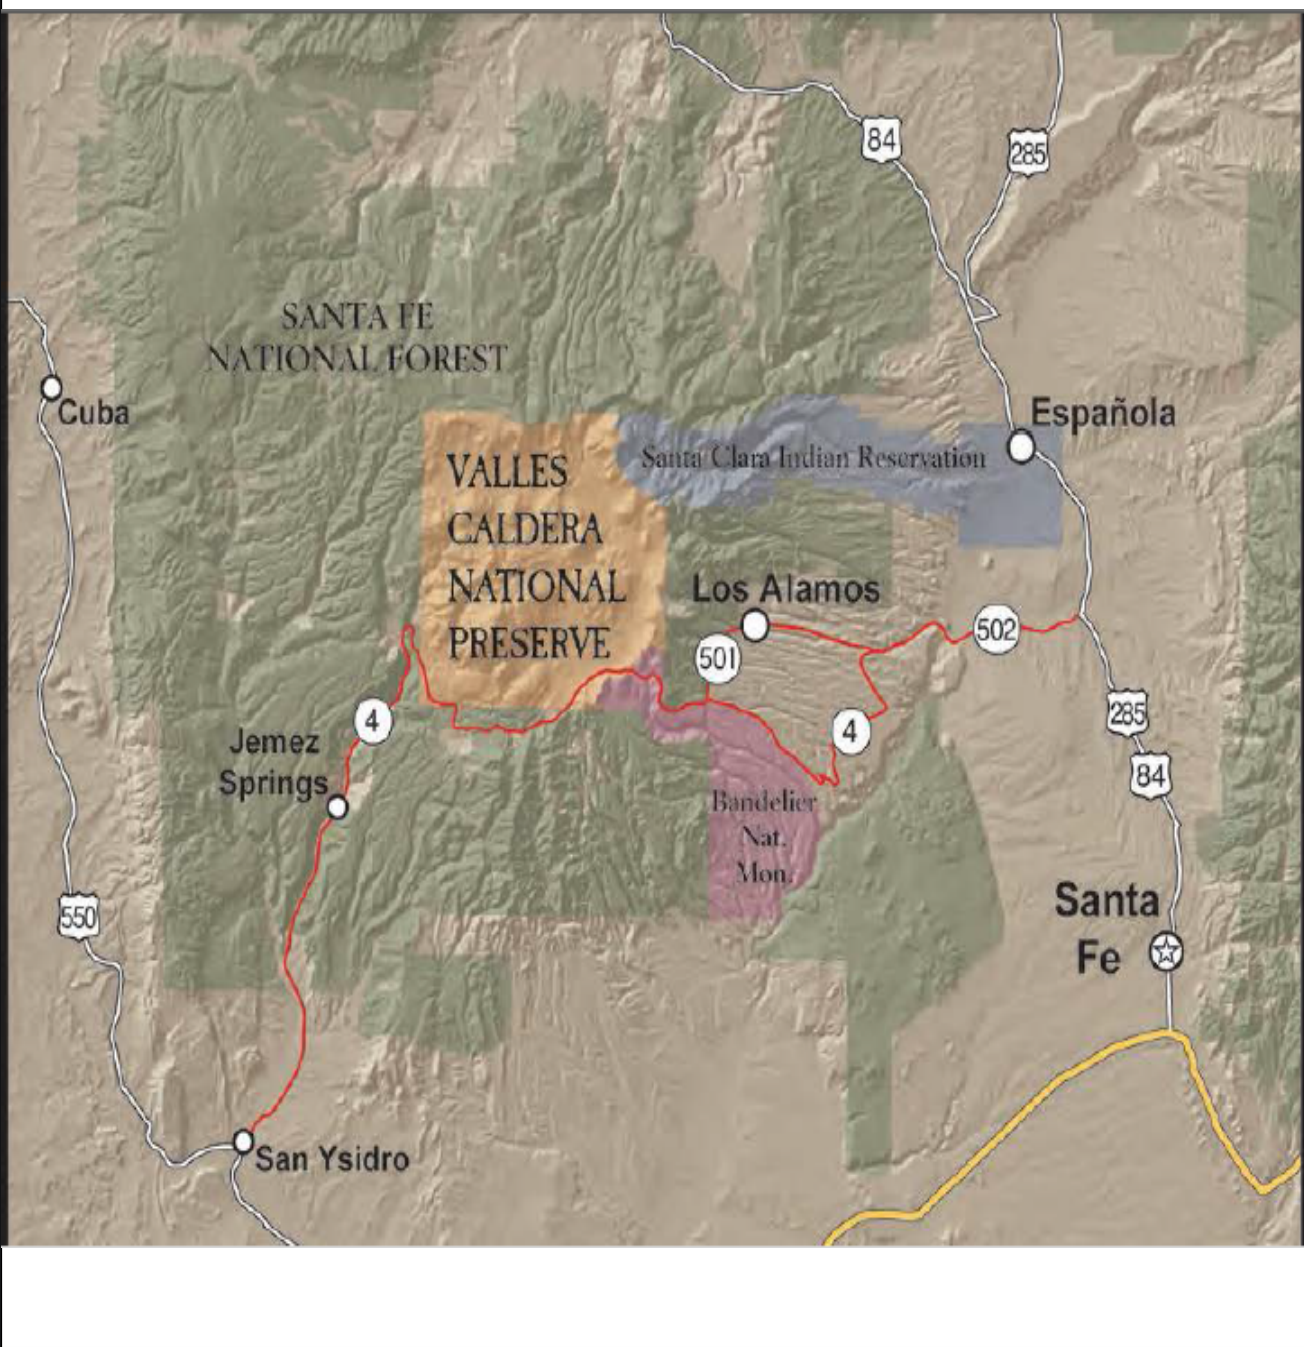 84
285
SANTA FE
NATIONAL FOREST
Cuba
Española
Santa Clara Indian Reservation
VALLES
CALDERA
NATIONAL
PRESERVE
Los Alamos
502
501
4
4
285
Jemez
Springs
84
Bandelier
Nat.
Mon.
550
Santa
Fe
San Ysidro